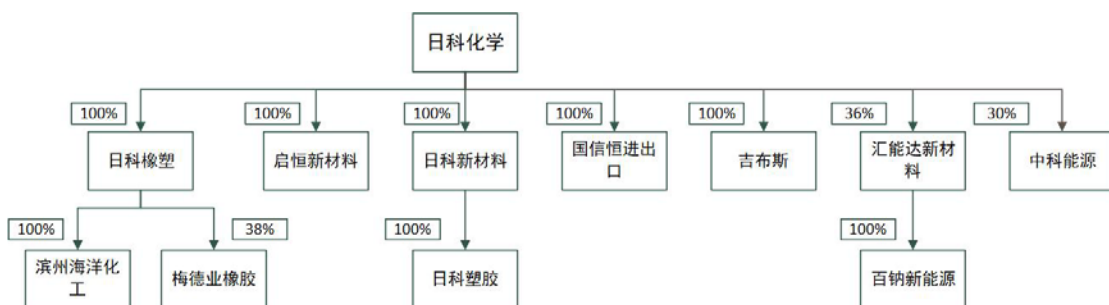 日科化学
100%
100%
100%
100%
100%
36%
30%
日科橡塑
启恒新材料
日科新材料
国信恒进出
口
吉布斯
汇能达新材
料
中科能源
100%
38%
100%
100%
滨州海洋化
工
梅德业橡胶
日科塑胶
百钠新能源